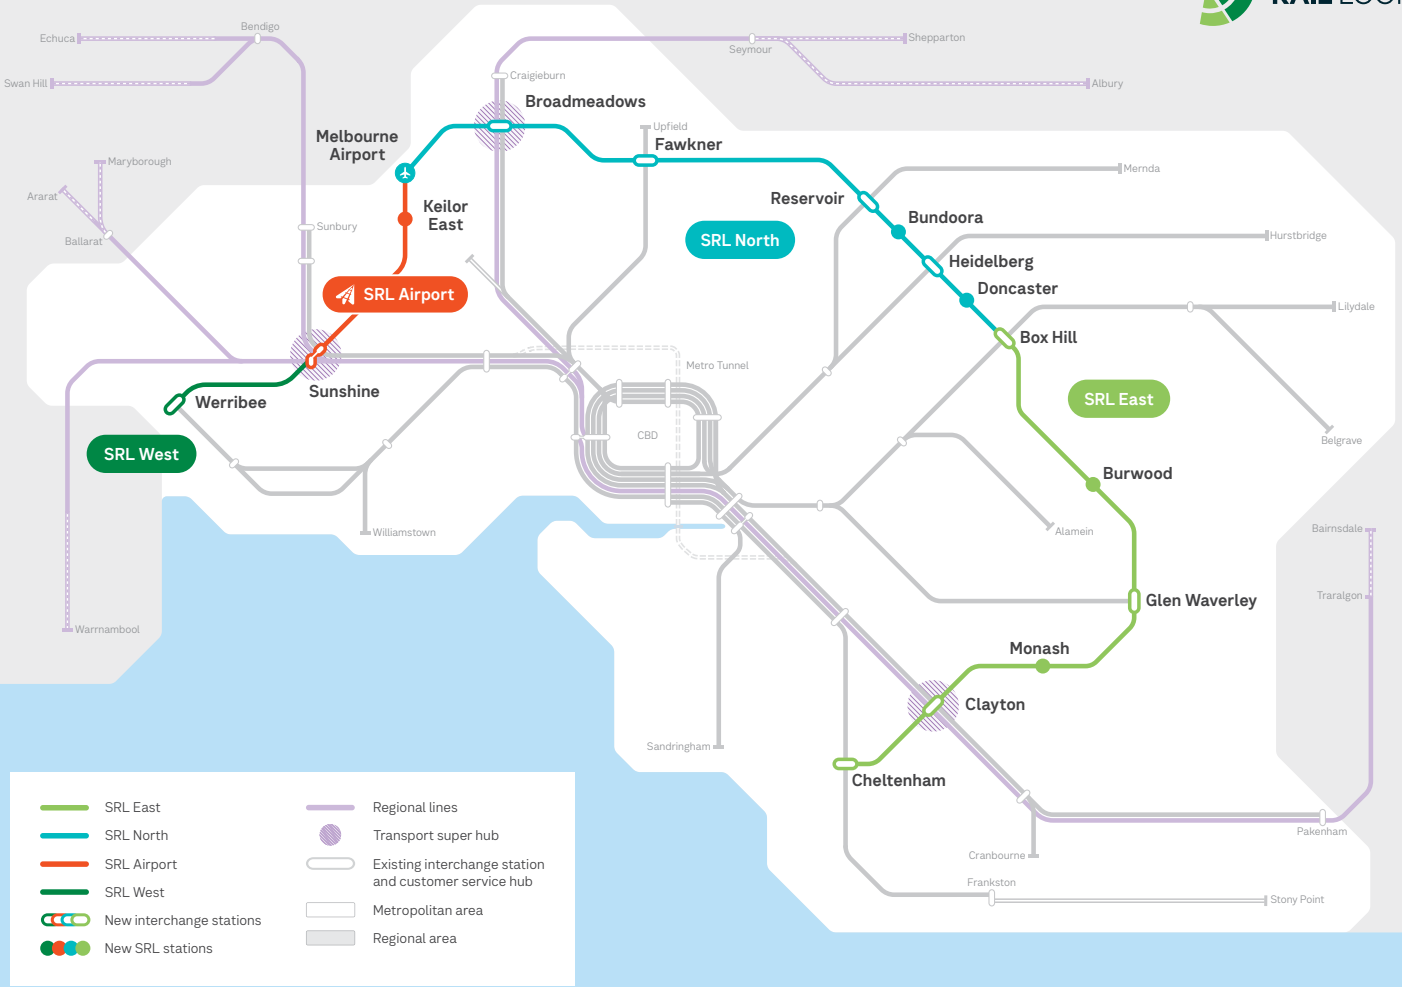 RAIL LOOP
Echuca
Bendigo
Swan Hill
Seymour
Shepparton
Albury
Craigieburn
Broadmeadows
Melbourne
Airport
Upfield
Fawkner
Maryborough
Ararat
Ballarat
Sunbury
Keilor
East
Mernda
Reservoir
Bundoora
SRL North
Hurstbridge
Heidelberg
Doncaster
SRL Airport
Lilydale
Box Hill
Metro Tunnel
Sunshine
Werribee
SRL East
CBD
Belgrave
SRL West
Burwood
Williamstown
Alamein
Bairnsdale
Traralgon
Glen Waverley
Warrnambool
Monash
Clayton
Sandringham
Cheltenham
Pakenham
Cranbourne
Frankston
Stony Point
SRL East
SRL North
SRL Airport
SRL West
New interchange stations
New SRL stations
Regional lines
Transport super hub
Existing interchange station
and customer service hub
Metropolitan area
Regional area